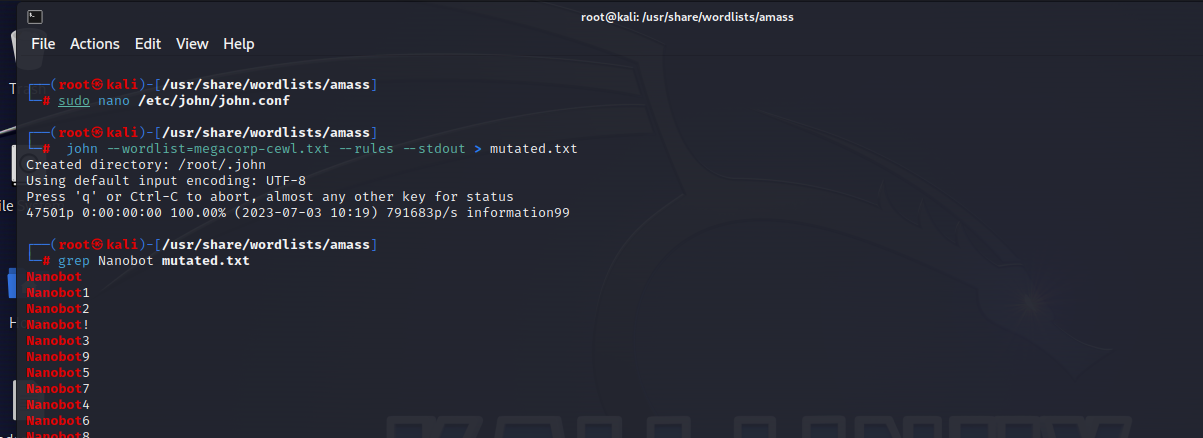 root@kali: /usr/share/wordlists/amass
File Actions Edit View Help
┌──(root㉿kali)-[/usr/share/wordlists/amass]
└─# sudo nano /etc/john/john.conf
┌──(root㉿kali)-[/usr/share/wordlists/amass]
└─# john --wordlist=megacorp-cewl.txt --rules --stdout > mutated.txt
Created directory: /root/.john
Using default input encoding: UTF-8
Press 'q' or Ctrl-C to abort, almost any other key for status
47501p 0:00:00:00 100.00% (2023-07-03 10:19) 791683p/s information99
┌──(root㉿kali)-[/usr/share/wordlists/amass]
└─# grep Nanobot mutated.txt
Nanobot
Nanobot1
Nanobot2
Nanobot!
Nanobot3
Nanobot9
Nanobot5
Nanobot7
Nanobot4
Nanobot6
Nanobot8